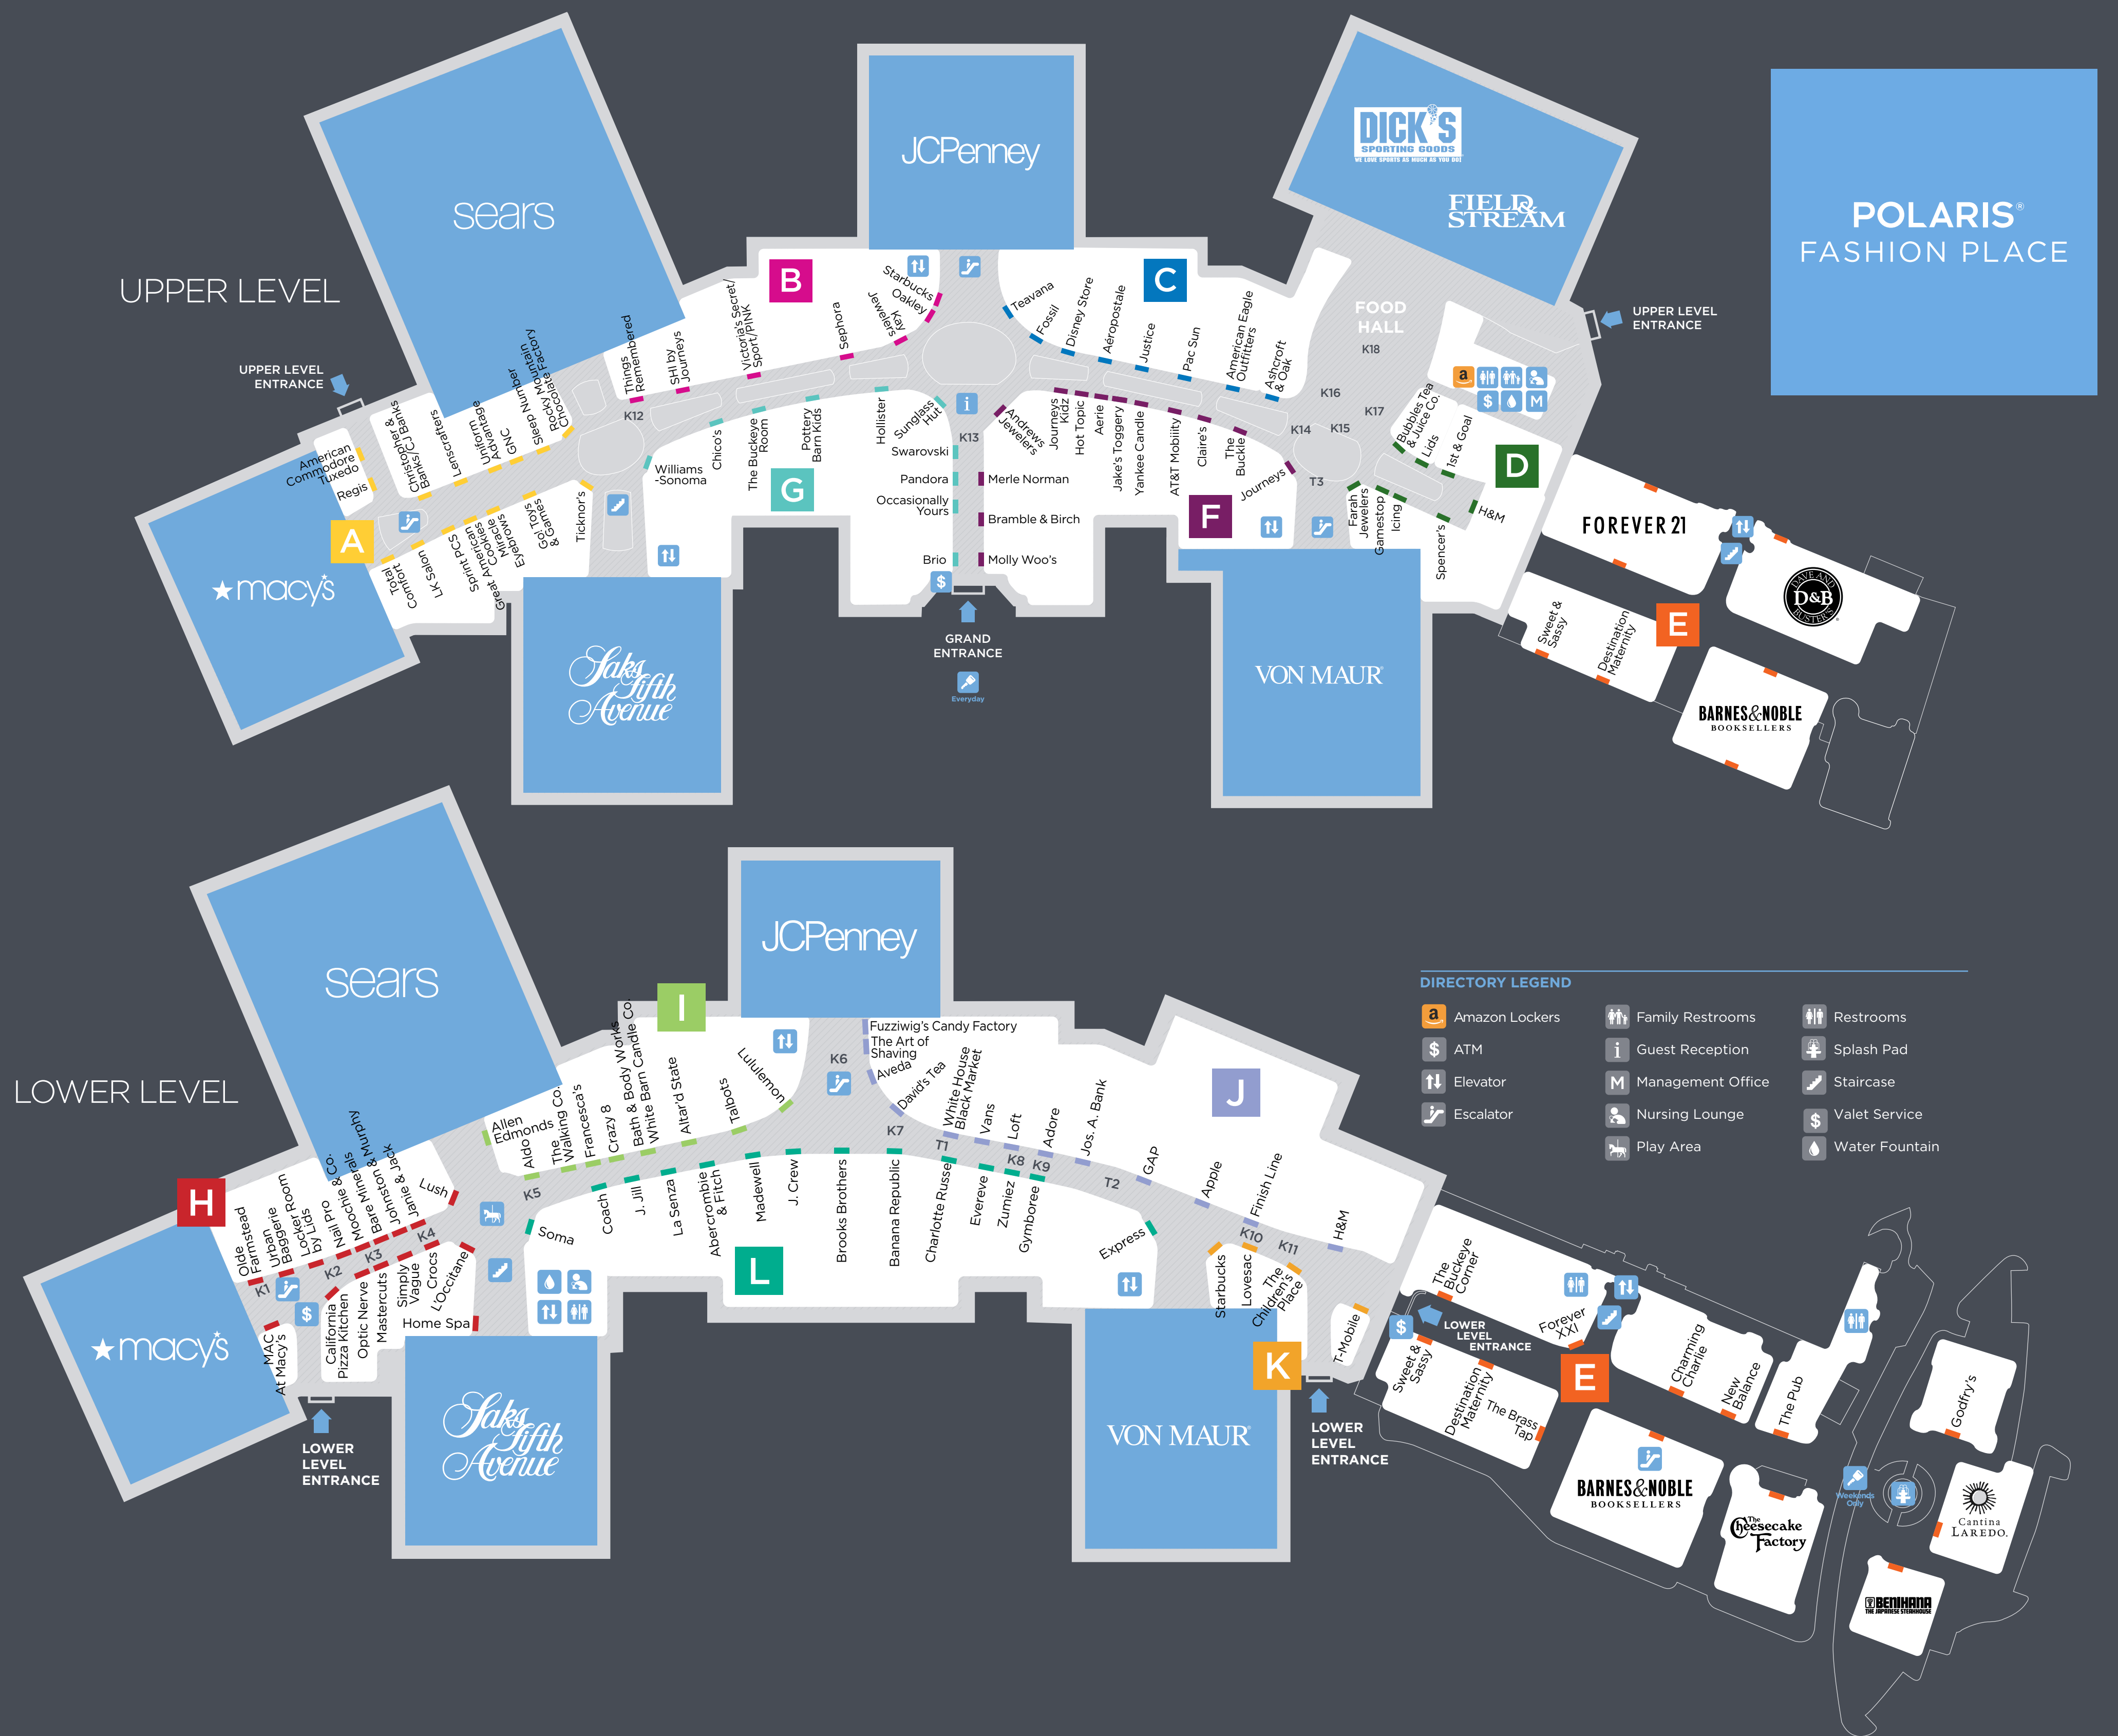 POLARIS®
FASHION PLACE
UPPER LEVEL
sears
JCPenney
DICK'S
SPORTING GOODS
WE LOVE SPORTS AS MUCH AS YOU DO!
FIELD&
STREAM
UPPER LEVEL
ENTRANCE
UPPER LEVEL
ENTRANCE
A
American
Commodore
Tuxedo
Regis
Christopher &
Banks/CJ Banks
Lenscrafters
Uniform
Advantage
GNC
Sleep Number
Rocky Mountain
Chocolate Factory
Total
Comfort
LK Salon
Sprint PCS
Great American
Cookies
Miracle
Eyebrows
Go! Toys
& Games
Ticknor's
macy's
Saks
Fifth
Avenue
B
Things
Remembered
SHI by
Journeys
Victoria's Secret/
Sport/PINK
Sephora
Kay
Jewelers
Oakley
Starbucks
K12
C
Teavana
Fossil
Disney Store
Aéropostale
Justice
Pac Sun
American Eagle
Outfitters
Ashcroft
& Oak
FOOD
HALL
K18
K16
K17
K14
K15
T3
a
M
$
D
Bubbles Tea
& Juice Co.
Lids
1st & Goal
H&M
Farah
Jewelers
Gamestop
Icing
Spencer's
G
Williams
-Sonoma
Chico's
The Buckeye
Room
Pottery
Barn Kids
Hollister
Sunglass
Hut
i
K13
Swarovski
Pandora
Occasionally
Yours
Brio
$
F
Andrews
Jewelers
Journeys
Kidz
Hot Topic
Aerie
Jake's Toggery
Yankee Candle
AT&T Mobility
Claire's
The
Buckle
Journeys
Merle Norman
Bramble & Birch
Molly Woo's
GRAND
ENTRANCE
Everyday
VON MAUR
E
FOREVER 21
DAVE AND
D&B
BUSTER'S
Sweet &
Sassy
Destination
Maternity
BARNES&NOBLE
BOOKSELLERS
LOWER LEVEL
sears
JCPenney
H
Olde
Farmstead
Urban
Baggerie
Locker Room
by Lids
Nail Pro
Moochie & Co.
Bare Minerals
Johnston & Murphy
Janie & Jack
Lush
K1
K2
K3
K4
$
MAC
At Macy's
California
Pizza Kitchen
Optic Nerve
Mastercuts
Simply
Vague
Crocs
L'Occitane
Home Spa
macy's
LOWER
LEVEL
ENTRANCE
Saks
Fifth
Avenue
I
Allen
Edmonds
Aldo
The
Walking Co.
Francesca's
Crazy 8
Bath & Body Works
White Barn Candle Co.
Altar'd State
Talbots
Lululemon
K5
K6
K7
L
Soma
Coach
J. Jill
La Senza
Abercrombie
& Fitch
Madewell
J. Crew
Brooks Brothers
Banana Republic
Charlotte Russe
Evereve
Zumiez
Gymboree
Express
J
Fuzziwig's Candy Factory
The Art of
Shaving
Aveda
David's Tea
White House
Black Market
Vans
Loft
Adore
Jos. A. Bank
GAP
Apple
Finish Line
H&M
T1
K8
K9
T2
K10
K11
K
Starbucks
Lovesac
The
Children's
Place
T-Mobile
VON MAUR
LOWER
LEVEL
ENTRANCE
$
LOWER
LEVEL
ENTRANCE
E
The
Buckeye
Corner
Forever
XXI
Sweet &
Sassy
Destination
Maternity
The Brass
Tap
Charming
Charlie
New
Balance
The Pub
BARNES&NOBLE
BOOKSELLERS
The
Cheesecake
Factory
Weekends
Only
Godfry's
Cantina
LAREDO.
BENIHANA
THE JAPANESE STEAKHOUSE
DIRECTORY LEGEND
a Amazon Lockers
$ ATM
Elevator
Escalator
Family Restrooms
i Guest Reception
M Management Office
Nursing Lounge
Play Area
Restrooms
Splash Pad
Staircase
$ Valet Service
Water Fountain